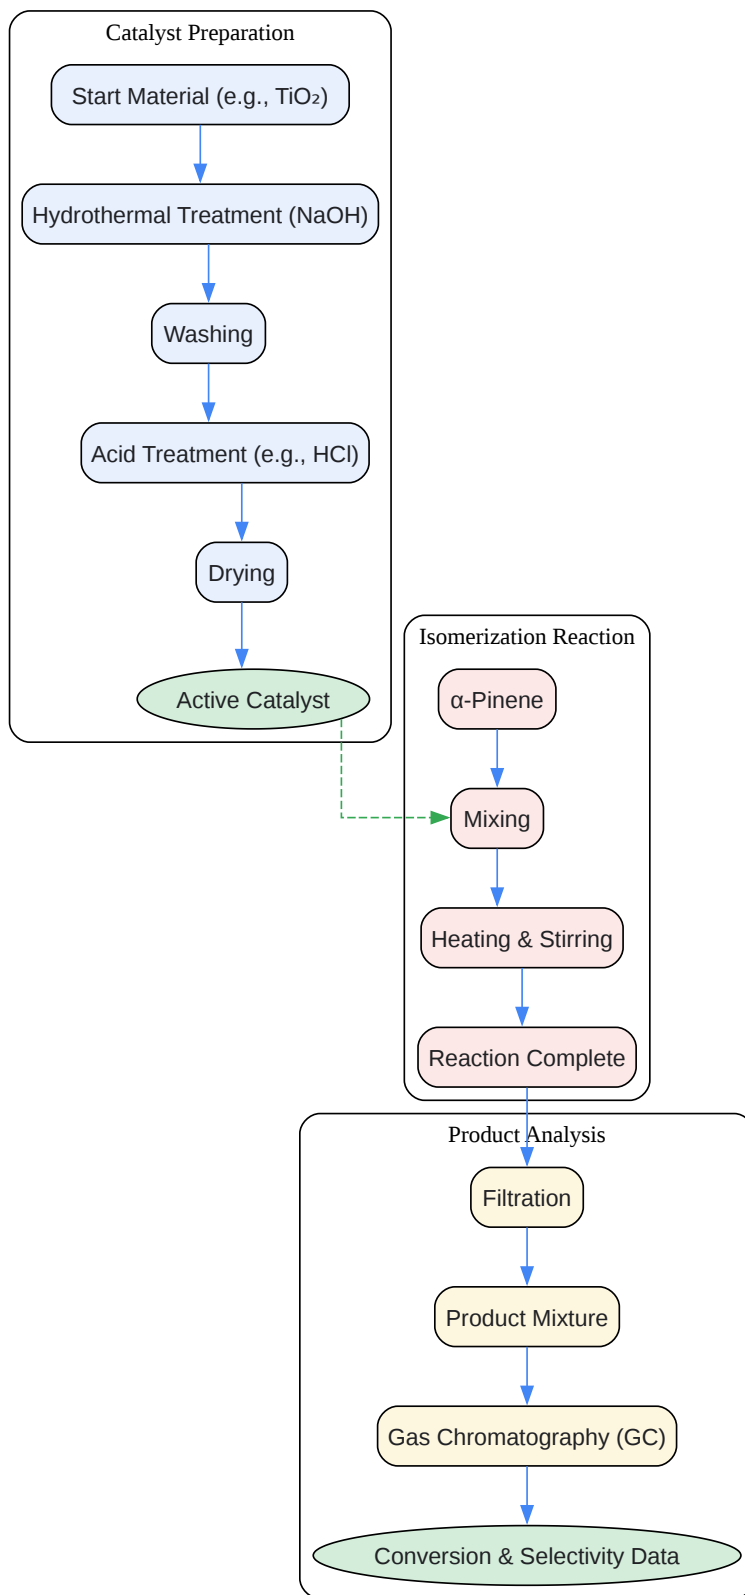 Catalyst Preparation
Start Material (e.g., TiO₂)
Hydrothermal Treatment (NaOH)
Washing
Acid Treatment (e.g., HCl)
Drying
Active Catalyst
Isomerization Reaction
α-Pinene
Mixing
Heating & Stirring
Reaction Complete
Product Analysis
Filtration
Product Mixture
Gas Chromatography (GC)
Conversion & Selectivity Data